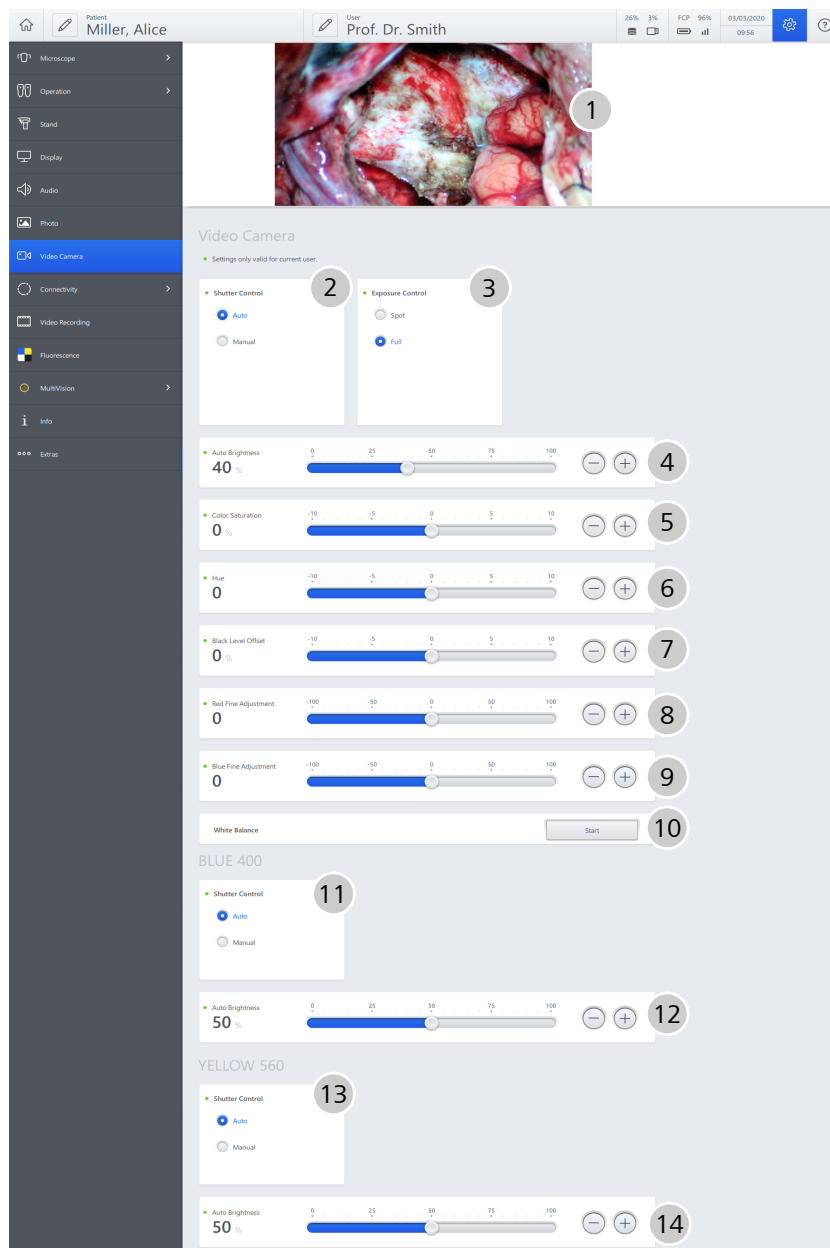 Patient
Miller, Alice
User
Prof. Dr. Smith
26% 3%
FCP 96%
03/03/2020
09:56
?
Microscope
Operation
Stand
Display
Audio
Photo
Video Camera
Connectivity
Video Recording
Fluorescence
MultiVision
i Info
Extras
1
Video Camera
Settings only valid for current user.
Shutter Control 2
Auto
Manual
Exposure Control 3
Spot
Full
Auto Brightness
40 %
0 25 50 75 100
4
Color Saturation
0 %
-10 -5 0 5 10
5
Hue
0
-10 -5 0 5 10
6
Black Level Offset
0 %
-10 -5 0 5 10
7
Red Fine Adjustment
0
-100 -50 0 50 100
8
Blue Fine Adjustment
0
-100 -50 0 50 100
9
White Balance Start 10
BLUE 400
Shutter Control 11
Auto
Manual
Auto Brightness
50 %
0 25 50 75 100
12
YELLOW 560
Shutter Control 13
Auto
Manual
Auto Brightness
50 %
0 25 50 75 100
14